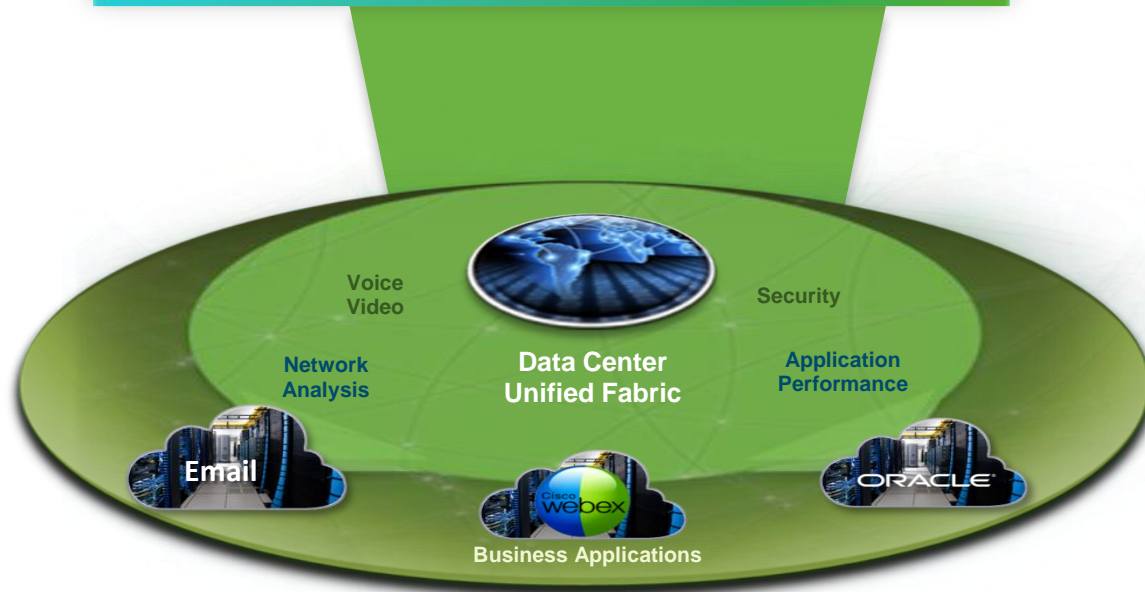 Voice
Video
Security
Network
Analysis
Data Center
Unified Fabric
Application
Performance
Email
Cisco
webex
ORACLE®
Business Applications